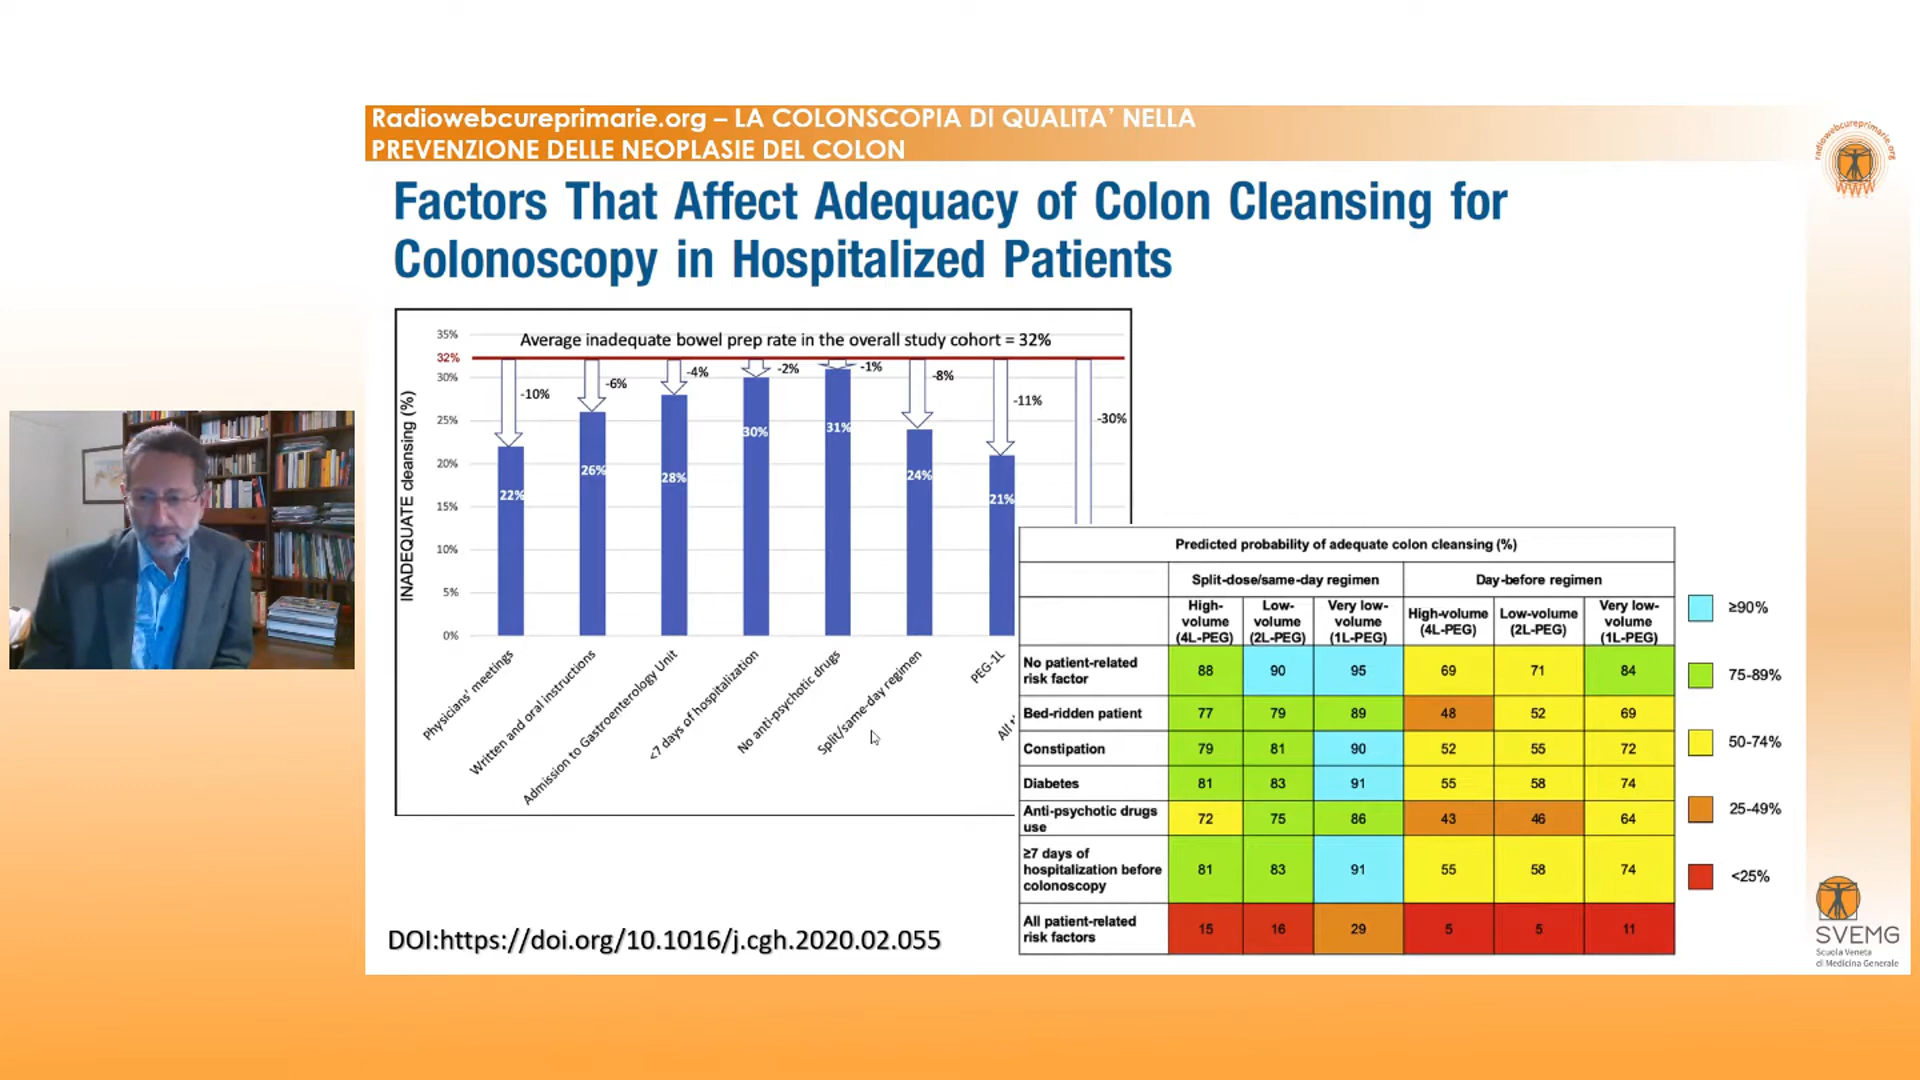 Radiowebcureprimarie.org – LA COLONSCOPIA DI QUALITA’ NELLA
PREVENZIONE DELLE NEOPLASIE DEL COLON
radiowebcureprimarie.org
WWW
Factors That Affect Adequacy of Colon Cleansing for
Colonoscopy in Hospitalized Patients
Average inadequate bowel prep rate in the overall study cohort = 32%
INADEQUATE cleansing (%)
35%
32%
30%
25%
20%
15%
10%
5%
0%
-10%
-6%
-4%
-2%
-1%
-8%
-11%
-30%
22%
26%
28%
30%
31%
24%
21%
Physicians' meetings
Written and oral instructions
Admission to Gastroenterology Unit
<7 days of hospitalization
No anti-psychotic drugs
Split/same-day regimen
PEG-1L
All
Predicted probability of adequate colon cleansing (%)
Split-dose/same-day regimen Day-before regimen
High-volume (4L-PEG) Low-volume (2L-PEG) Very low-volume (1L-PEG) High-volume (4L-PEG) Low-volume (2L-PEG) Very low-volume (1L-PEG)
No patient-related risk factor 88 90 95 69 71 84
Bed-ridden patient 77 79 89 48 52 69
Constipation 79 81 90 52 55 72
Diabetes 81 83 91 55 58 74
Anti-psychotic drugs use 72 75 86 43 46 64
≥7 days of hospitalization before colonoscopy 81 83 91 55 58 74
All patient-related risk factors 15 16 29 5 5 11
≥90%
75-89%
50-74%
25-49%
<25%
DOI:https://doi.org/10.1016/j.cgh.2020.02.055
SVEMG
Scuola Veneta
di Medicina Generale